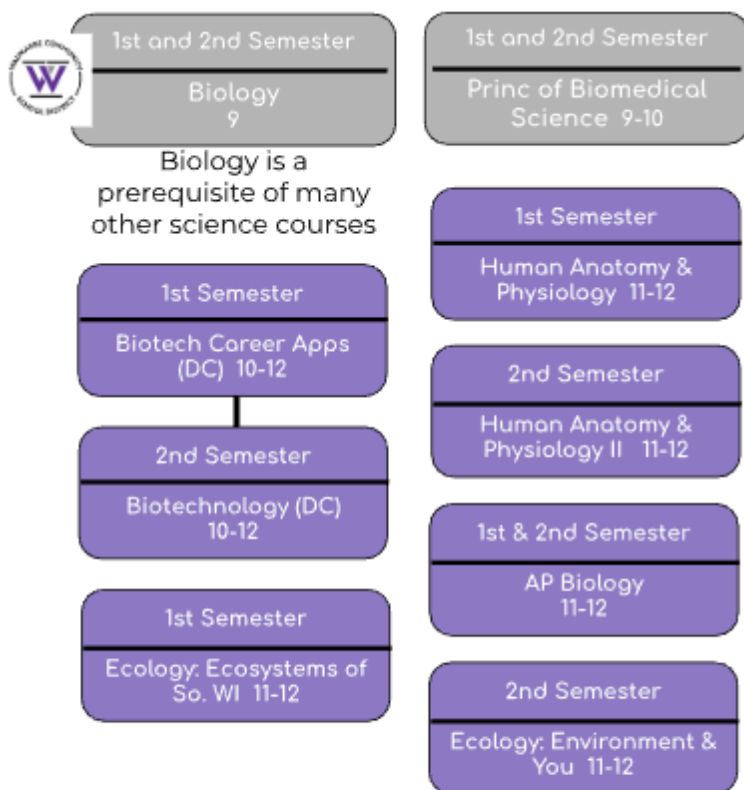 WAUNAKEE COMMUNITY
W
SCHOOL DISTRICT
1st and 2nd Semester
Biology
9
Biology is a
prerequisite of many
other science courses
1st Semester
Biotech Career Apps
(DC) 10-12
2nd Semester
Biotechnology (DC)
10-12
1st Semester
Ecology: Ecosystems of
So. WI 11-12
1st and 2nd Semester
Princ of Biomedical
Science 9-10
1st Semester
Human Anatomy &
Physiology 11-12
2nd Semester
Human Anatomy &
Physiology II 11-12
1st & 2nd Semester
AP Biology
11-12
2nd Semester
Ecology: Environment &
You 11-12